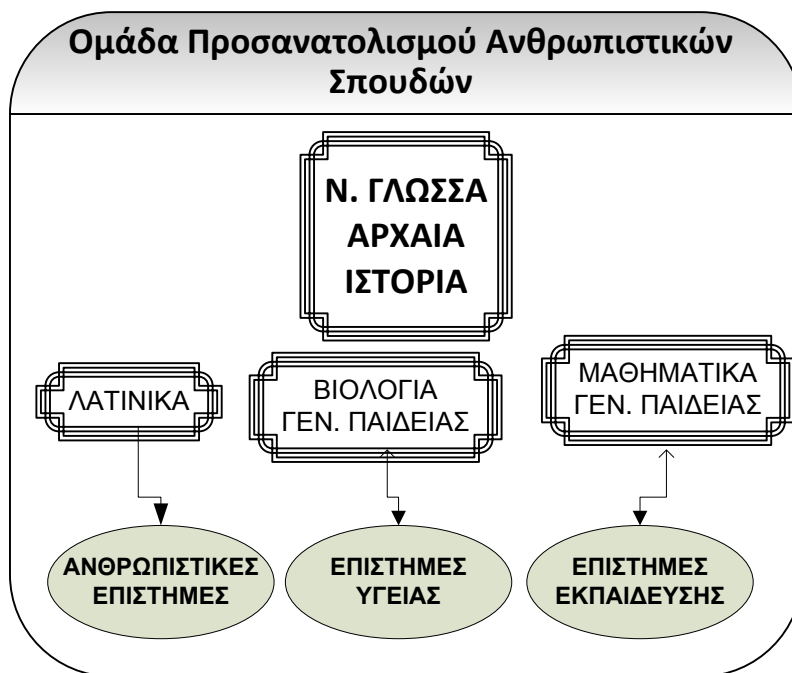 Ομάδα Προσανατολισμού Ανθρωπιστικών
Σπουδών
Ν. ΓΛΩΣΣΑ
ΑΡΧΑΙΑ
ΙΣΤΟΡΙΑ
ΛΑΤΙΝΙΚΑ
ΒΙΟΛΟΓΙΑ
ΓΕΝ. ΠΑΙΔΕΙΑΣ
ΜΑΘΗΜΑΤΙΚΑ
ΓΕΝ. ΠΑΙΔΕΙΑΣ
ΑΝΘΡΩΠΙΣΤΙΚΕΣ
ΕΠΙΣΤΗΜΕΣ
ΕΠΙΣΤΗΜΕΣ
ΥΓΕΙΑΣ
ΕΠΙΣΤΗΜΕΣ
ΕΚΠΑΙΔΕΥΣΗΣ